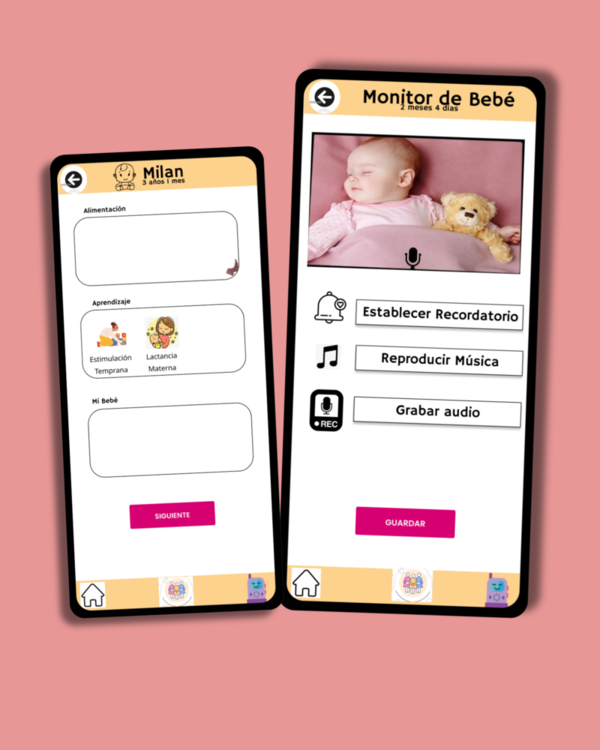 Milan
3 años 1 mes
Alimentación
Aprendizaje
Estimulación
Temprana
Lactancia
Materna
Mi Bebé
SIGUIENTE
Monitor de Bebé
2 meses 4 dias
Establecer Recordatorio
Reproducir Música
Grabar audio
REC
GUARDAR